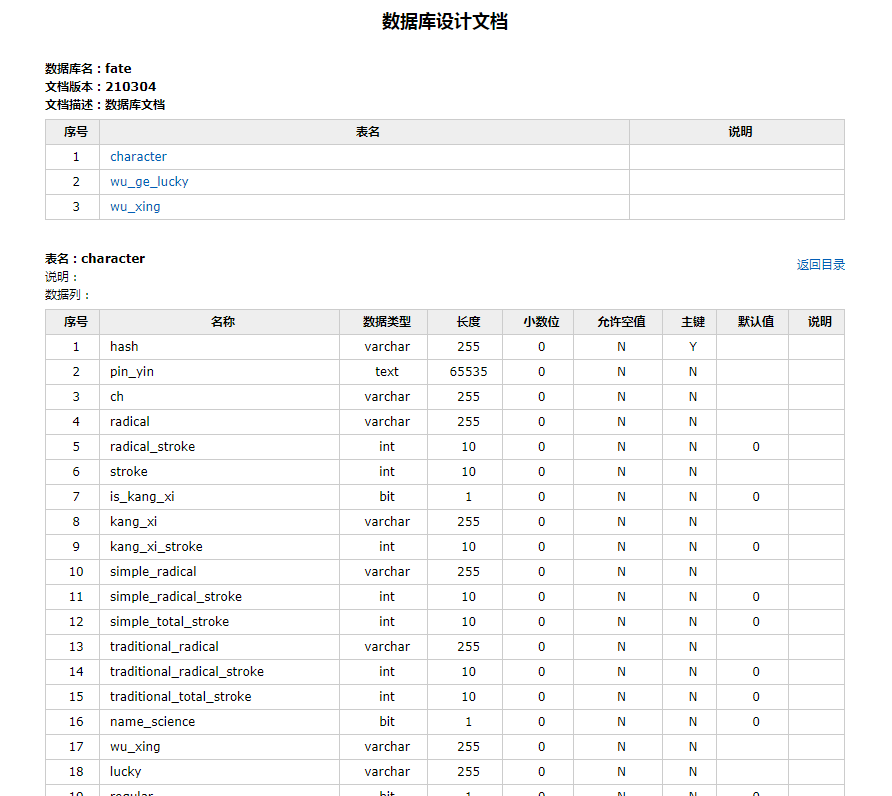 数据库设计文档
数据库名：fate
文档版本：210304
文档描述：数据库文档
序号 表名 说明
1 character
2 wu_ge_lucky
3 wu_xing
表名：character
返回目录
说明：
数据列：
序号 名称 数据类型 长度 小数位 允许空值 主键 默认值 说明
1 hash varchar 255 0 N Y
2 pin_yin text 65535 0 N N
3 ch varchar 255 0 N N
4 radical varchar 255 0 N N
5 radical_stroke int 10 0 N N 0
6 stroke int 10 0 N N
7 is_kang_xi bit 1 0 N N 0
8 kang_xi varchar 255 0 N N
9 kang_xi_stroke int 10 0 N N 0
10 simple_radical varchar 255 0 N N
11 simple_radical_stroke int 10 0 N N 0
12 simple_total_stroke int 10 0 N N 0
13 traditional_radical varchar 255 0 N N
14 traditional_radical_stroke int 10 0 N N 0
15 traditional_total_stroke int 10 0 N N 0
16 name_science bit 1 0 N N 0
17 wu_xing varchar 255 0 N N
18 lucky varchar 255 0 N N
19 regular bit 1 0 N N 0